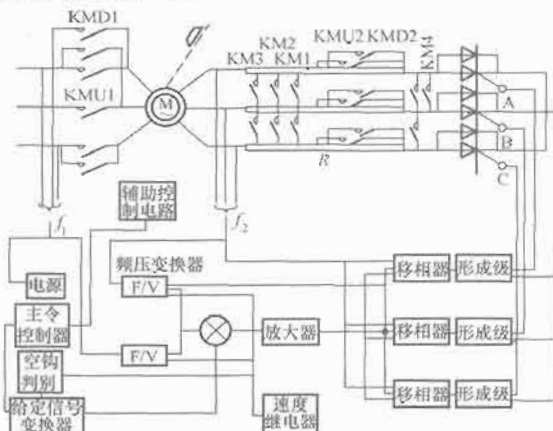 KMD1
KMU1
M
~
KM3
KM2
KM1
KMU2
KMD2
KM4
R
A
B
C
f1
f2
辅助控
制电路
电源
主令
控制器
空钩
判别
给定信号
变换器
频压变换器
F/V
F/V
放大器
速度
继电器
移相器
形成级
移相器
形成级
移相器
形成级